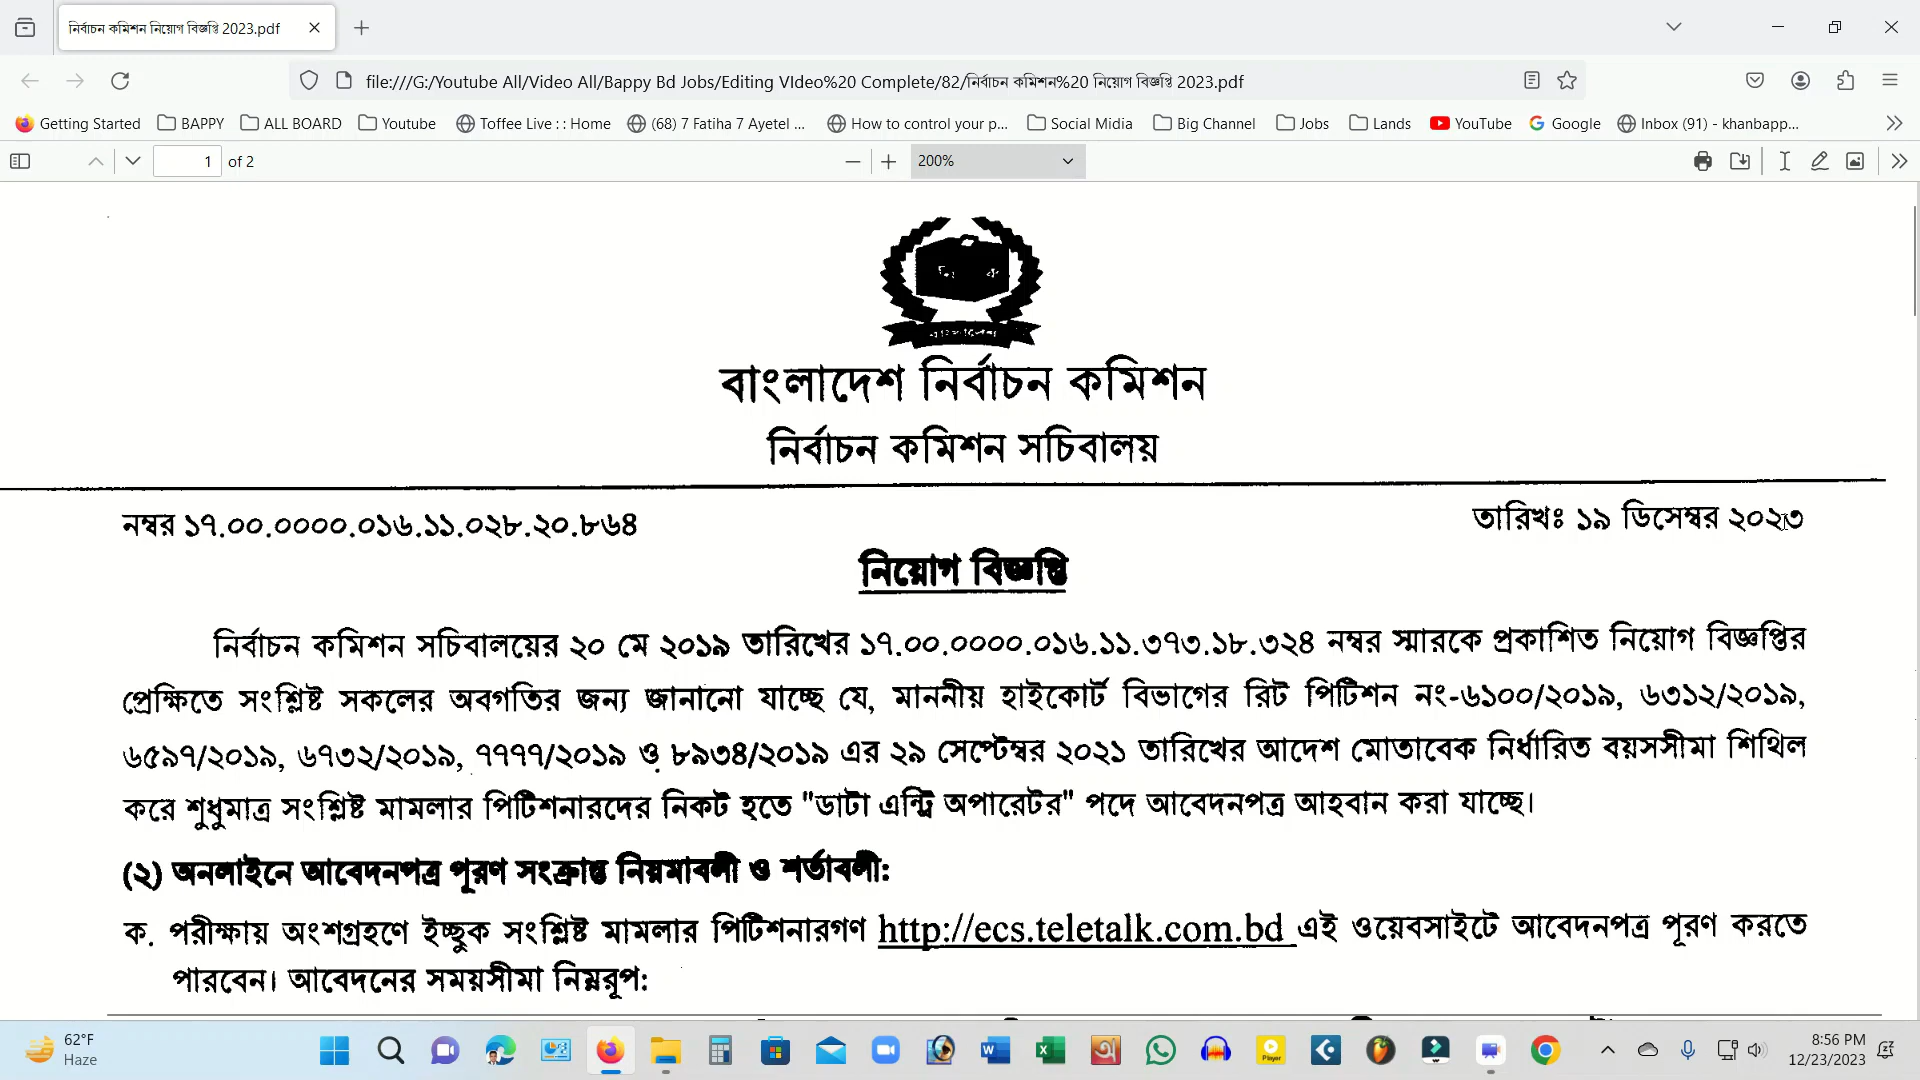 নির্বাচন কমিশন নিয়োগ বিজ্ঞপ্তি 2023.pdf
file:///G:/Youtube All/Video All/Bappy Bd Jobs/Editing VIdeo%20 Complete/82/নির্বাচন কমিশন%20 নিয়োগ বিজ্ঞপ্তি 2023.pdf
Getting Started BAPPY ALL BOARD Youtube Toffee Live : : Home (68) 7 Fatiha 7 Ayetel ... How to control your p... Social Midia Big Channel Jobs Lands YouTube Google Inbox (91) - khanbapp...
1 of 2 200%
বাংলাদেশ নির্বাচন কমিশন
নির্বাচন কমিশন সচিবালয়
নম্বর ১৭.০০.০০০০.০১৬.১১.০২৮.২০.৮৬৪ তারিখঃ ১৯ ডিসেম্বর ২০২৩
নিয়োগ বিজ্ঞপ্তি
নির্বাচন কমিশন সচিবালয়ের ২০ মে ২০১৯ তারিখের ১৭.০০.০০০০.০১৬.১১.৩৭৩.১৮.৩২৪ নম্বর স্মারকে প্রকাশিত নিয়োগ বিজ্ঞপ্তির
প্রেক্ষিতে সংশ্লিষ্ট সকলের অবগতির জন্য জানানো যাচ্ছে যে, মাননীয় হাইকোর্ট বিভাগের রিট পিটিশন নং-৬১০০/২০১৯, ৬৩১২/২০১৯,
৬৫৯৭/২০১৯, ৬৭৩২/২০১৯, ৭৭৭৭/২০১৯ ও ৮৯৩৪/২০১৯ এর ২৯ সেপ্টেম্বর ২০২১ তারিখের আদেশ মোতাবেক নির্ধারিত বয়সসীমা শিথিল
করে শুধুমাত্র সংশ্লিষ্ট মামলার পিটিশনারদের নিকট হতে "ডাটা এন্ট্রি অপারেটর" পদে আবেদনপত্র আহবান করা যাচ্ছে।
(২) অনলাইনে আবেদনপত্র পূরণ সংক্রান্ত নিয়মাবলী ও শর্তাবলী:
ক. পরীক্ষায় অংশগ্রহণে ইচ্ছুক সংশ্লিষ্ট মামলার পিটিশনারগণ http://ecs.teletalk.com.bd এই ওয়েবসাইটে আবেদনপত্র পূরণ করতে
পারবেন। আবেদনের সময়সীমা নিম্নরূপ:
62°F
Haze
8:56 PM
12/23/2023